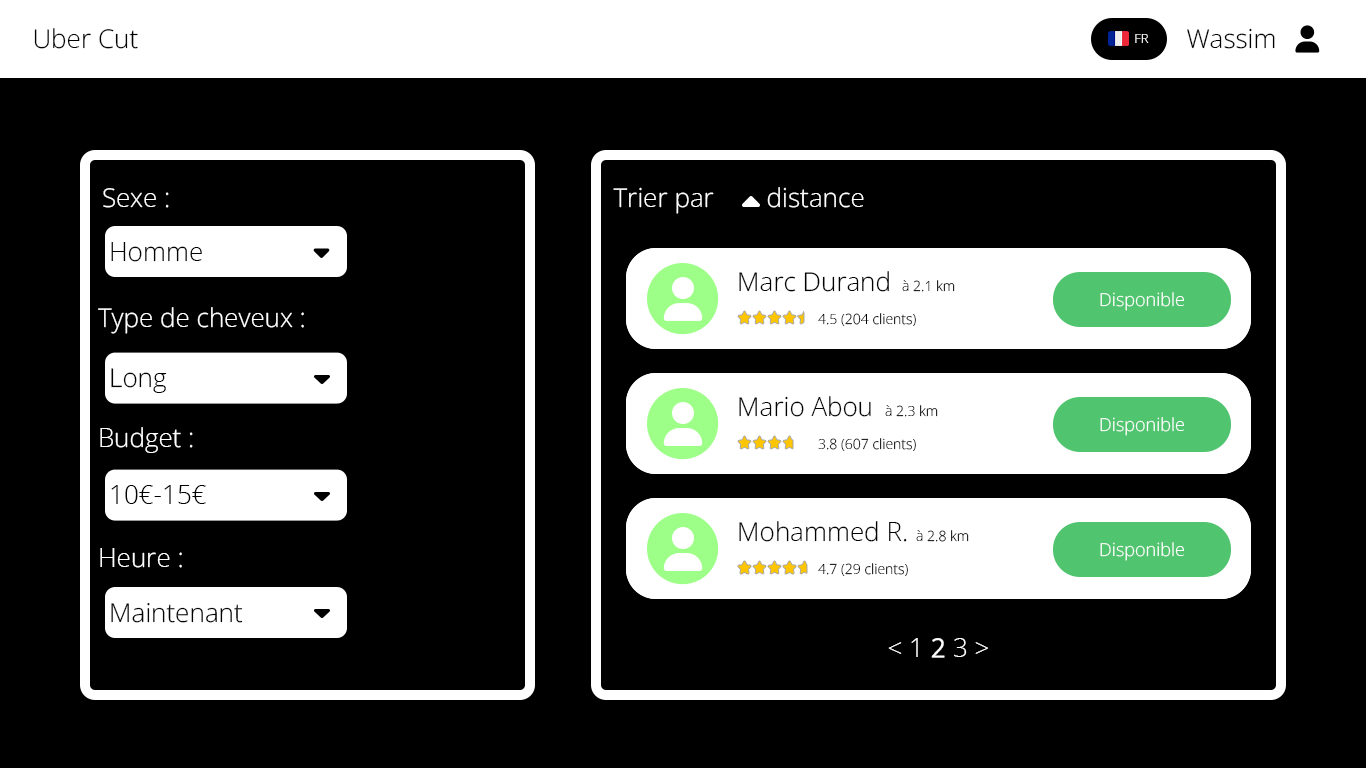 Uber Cut
FR
Wassim
Sexe :
Homme
Type de cheveux :
Long
Budget :
10€-15€
Heure :
Maintenant
Trier par distance
Marc Durand à 2.1 km
4.5 (204 clients)
Disponible
Mario Abou à 2.3 km
3.8 (607 clients)
Disponible
Mohammed R. à 2.8 km
4.7 (29 clients)
Disponible
< 1 2 3 >